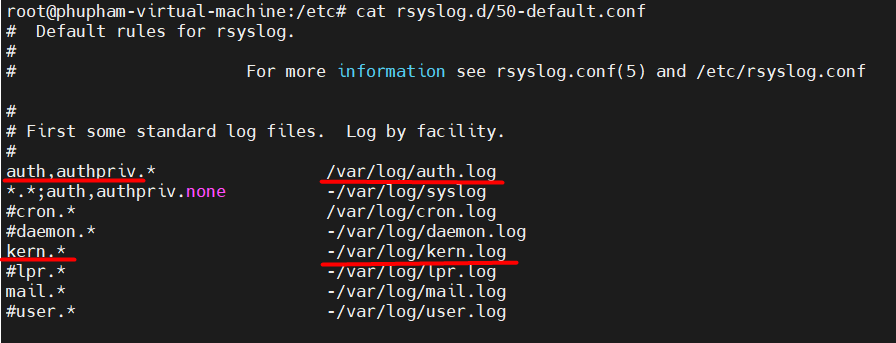 root@phupham-virtual-machine:/etc# cat rsyslog.d/50-default.conf
#  Default rules for rsyslog.
#
#                       For more information see rsyslog.conf(5) and /etc/rsyslog.conf
#
# First some standard log files.  Log by facility.
#
auth,authpriv.*                 /var/log/auth.log
*.*;auth,authpriv.none          -/var/log/syslog
#cron.*                         /var/log/cron.log
#daemon.*                       -/var/log/daemon.log
kern.*                          -/var/log/kern.log
#lpr.*                          -/var/log/lpr.log
mail.*                          -/var/log/mail.log
#user.*                         -/var/log/user.log